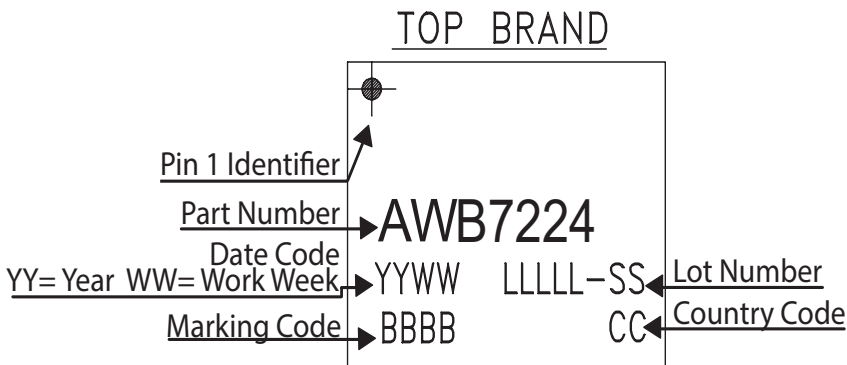 TOP BRAND
Pin 1 Identifier
Part Number
AWB7224
Date Code
YY= Year WW= Work Week
YYWW
LLLLL-SS
Lot Number
Marking Code
BBBB
CC
Country Code